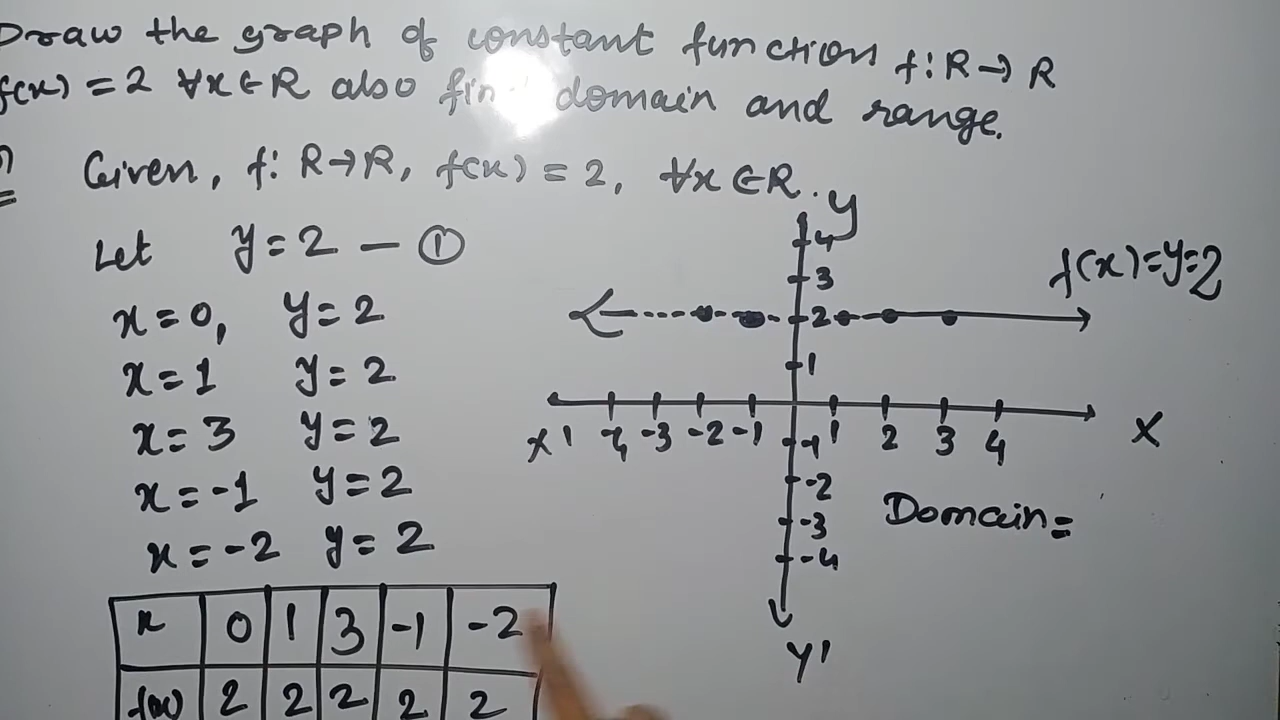 Draw the graph of constant function f:R→R
f(x) = 2 ∀x∈R also find domain and range.
Given, f: R→R, f(x) = 2, ∀x∈R.
Let y=2 — ①
x=0, y=2
x=1 y=2
x=3 y=2
x=-1 y=2
x=-2 y=2
x 0 1 3 -1 -2
f(x) 2 2 2 2 2
y
4
3
2
1
f(x)=y=2
X' -4 -3 -2 -1 1 2 3 4 X
-1
-2
-3
-4
Y'
Domain=